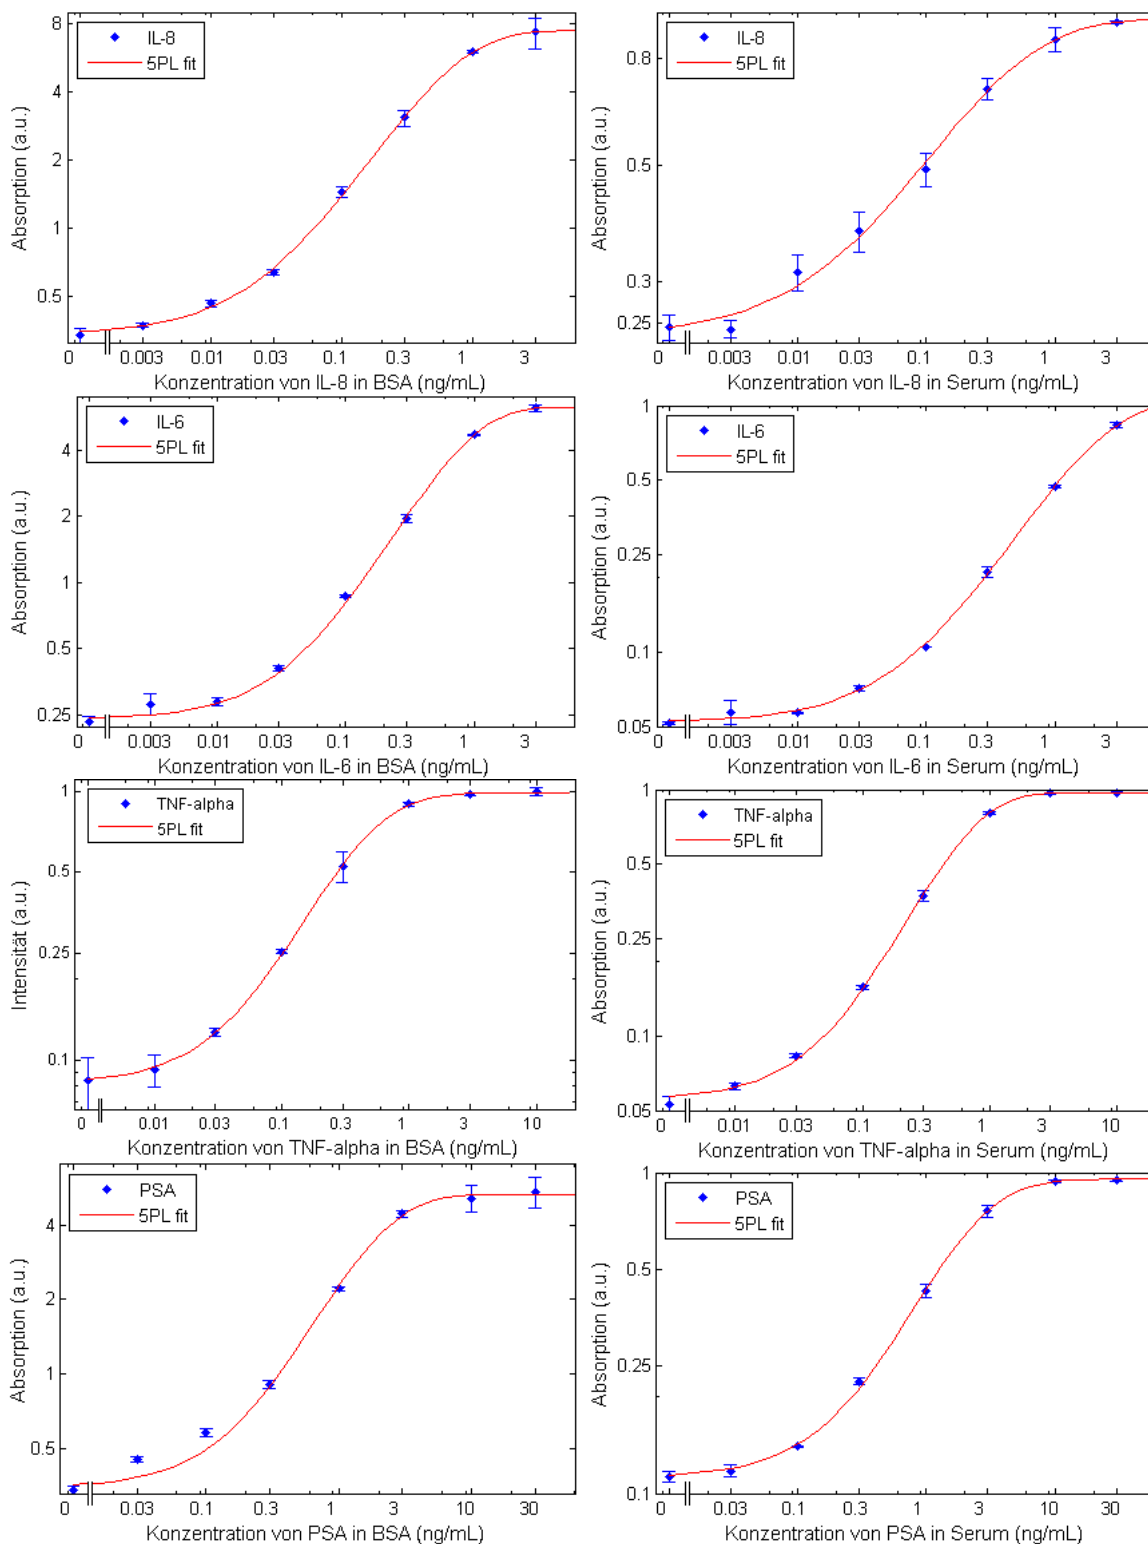 8
4
2
1
0.5
Absorption (a.u.)
IL-8
5PL fit
0 0.003 0.01 0.03 0.1 0.3 1 3
Konzentration von IL-8 in BSA (ng/mL)
0.8
0.5
0.3
0.25
Absorption (a.u.)
IL-8
5PL fit
0 0.003 0.01 0.03 0.1 0.3 1 3
Konzentration von IL-8 in Serum (ng/mL)
4
2
1
0.5
0.25
Absorption (a.u.)
IL-6
5PL fit
0 0.003 0.01 0.03 0.1 0.3 1 3
Konzentration von IL-6 in BSA (ng/mL)
1
0.5
0.25
0.1
0.05
Absorption (a.u.)
IL-6
5PL fit
0 0.003 0.01 0.03 0.1 0.3 1 3
Konzentration von IL-6 in Serum (ng/mL)
1
0.5
0.25
0.1
Intensität (a.u.)
TNF-alpha
5PL fit
0 0.01 0.03 0.1 0.3 1 3 10
Konzentration von TNF-alpha in BSA (ng/mL)
1
0.5
0.25
0.1
0.05
Absorption (a.u.)
TNF-alpha
5PL fit
0 0.01 0.03 0.1 0.3 1 3 10
Konzentration von TNF-alpha in Serum (ng/mL)
4
2
1
0.5
Absorption (a.u.)
PSA
5PL fit
0 0.03 0.1 0.3 1 3 10 30
Konzentration von PSA in BSA (ng/mL)
1
0.5
0.25
0.1
Absorption (a.u.)
PSA
5PL fit
0 0.03 0.1 0.3 1 3 10 30
Konzentration von PSA in Serum (ng/mL)